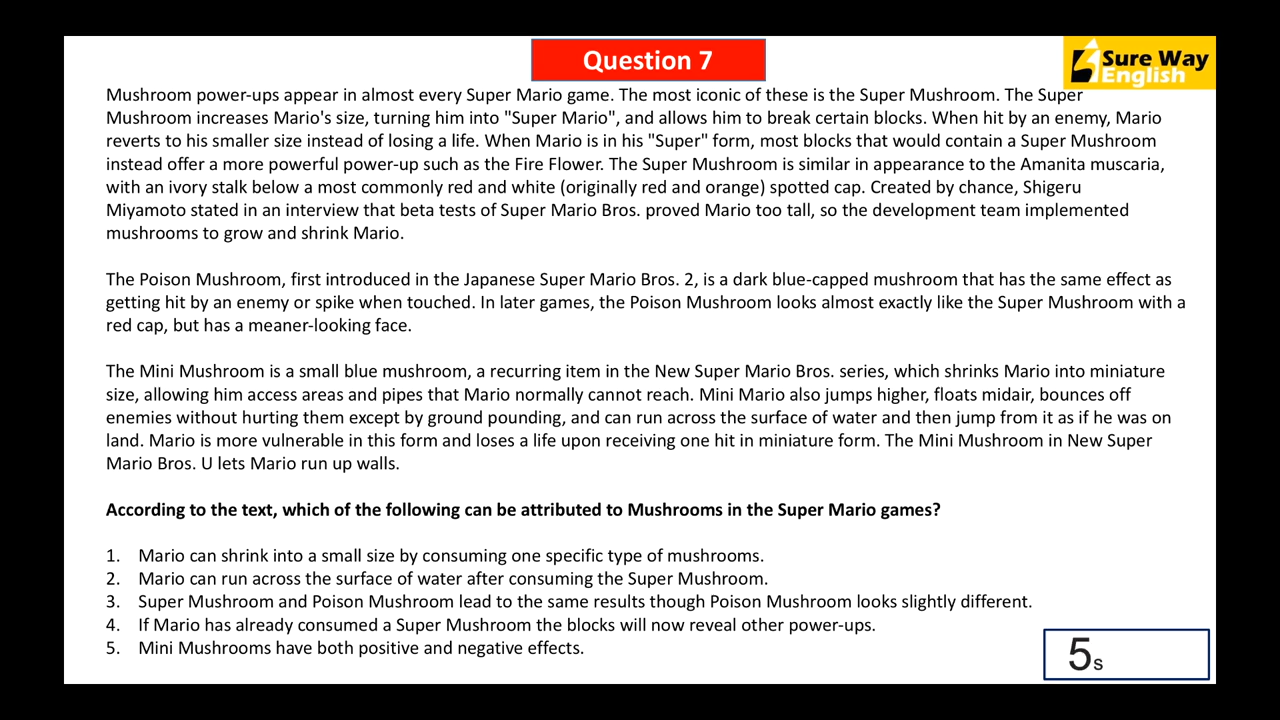 Question 7
Sure Way
English
Mushroom power-ups appear in almost every Super Mario game. The most iconic of these is the Super Mushroom. The Super
Mushroom increases Mario's size, turning him into "Super Mario", and allows him to break certain blocks. When hit by an enemy, Mario
reverts to his smaller size instead of losing a life. When Mario is in his "Super" form, most blocks that would contain a Super Mushroom
instead offer a more powerful power-up such as the Fire Flower. The Super Mushroom is similar in appearance to the Amanita muscaria,
with an ivory stalk below a most commonly red and white (originally red and orange) spotted cap. Created by chance, Shigeru
Miyamoto stated in an interview that beta tests of Super Mario Bros. proved Mario too tall, so the development team implemented
mushrooms to grow and shrink Mario.
The Poison Mushroom, first introduced in the Japanese Super Mario Bros. 2, is a dark blue-capped mushroom that has the same effect as
getting hit by an enemy or spike when touched. In later games, the Poison Mushroom looks almost exactly like the Super Mushroom with a
red cap, but has a meaner-looking face.
The Mini Mushroom is a small blue mushroom, a recurring item in the New Super Mario Bros. series, which shrinks Mario into miniature
size, allowing him access areas and pipes that Mario normally cannot reach. Mini Mario also jumps higher, floats midair, bounces off
enemies without hurting them except by ground pounding, and can run across the surface of water and then jump from it as if he was on
land. Mario is more vulnerable in this form and loses a life upon receiving one hit in miniature form. The Mini Mushroom in New Super
Mario Bros. U lets Mario run up walls.
According to the text, which of the following can be attributed to Mushrooms in the Super Mario games?
1. Mario can shrink into a small size by consuming one specific type of mushrooms.
2. Mario can run across the surface of water after consuming the Super Mushroom.
3. Super Mushroom and Poison Mushroom lead to the same results though Poison Mushroom looks slightly different.
4. If Mario has already consumed a Super Mushroom the blocks will now reveal other power-ups.
5. Mini Mushrooms have both positive and negative effects.
5s